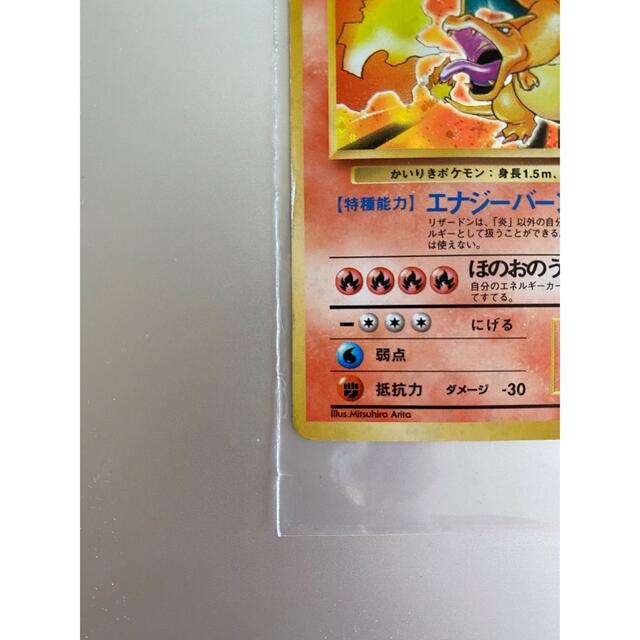 かいりきポケモン：身長1.5m、
【特種能力】 エナジーバーン
リザードンは、「炎」以外の自分
ルギーとして扱うことができる。
は使えない。
ほのおのう
自分のエネルギーカー
てすてる。
にげる
弱点
抵抗力 ダメージ -30
Illus.Mitsuhiro Arita